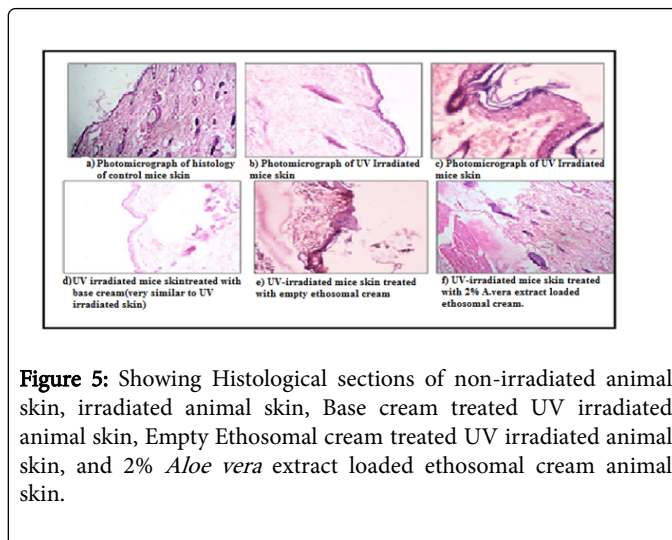 a) Photomicrograph of histology
of control mice skin
b) Photomicrograph of UV Irradiated
mice skin
c) Photomicrograph of UV Irradiated
mice skin
d)UV irradiated mice skintreated with
base cream(very similar to UV
irradiated skin)
e) UV-irradiated mice skin treated
with empty ethosomal cream
f) UV-irradiated mice skin treated
with 2% A.vera extract loaded
ethosomal cream.
Figure 5: Showing Histological sections of non-irradiated animal
skin, irradiated animal skin, Base cream treated UV irradiated
animal skin, Empty Ethosomal cream treated UV irradiated animal
skin, and 2% Aloe vera extract loaded ethosomal cream animal
skin.